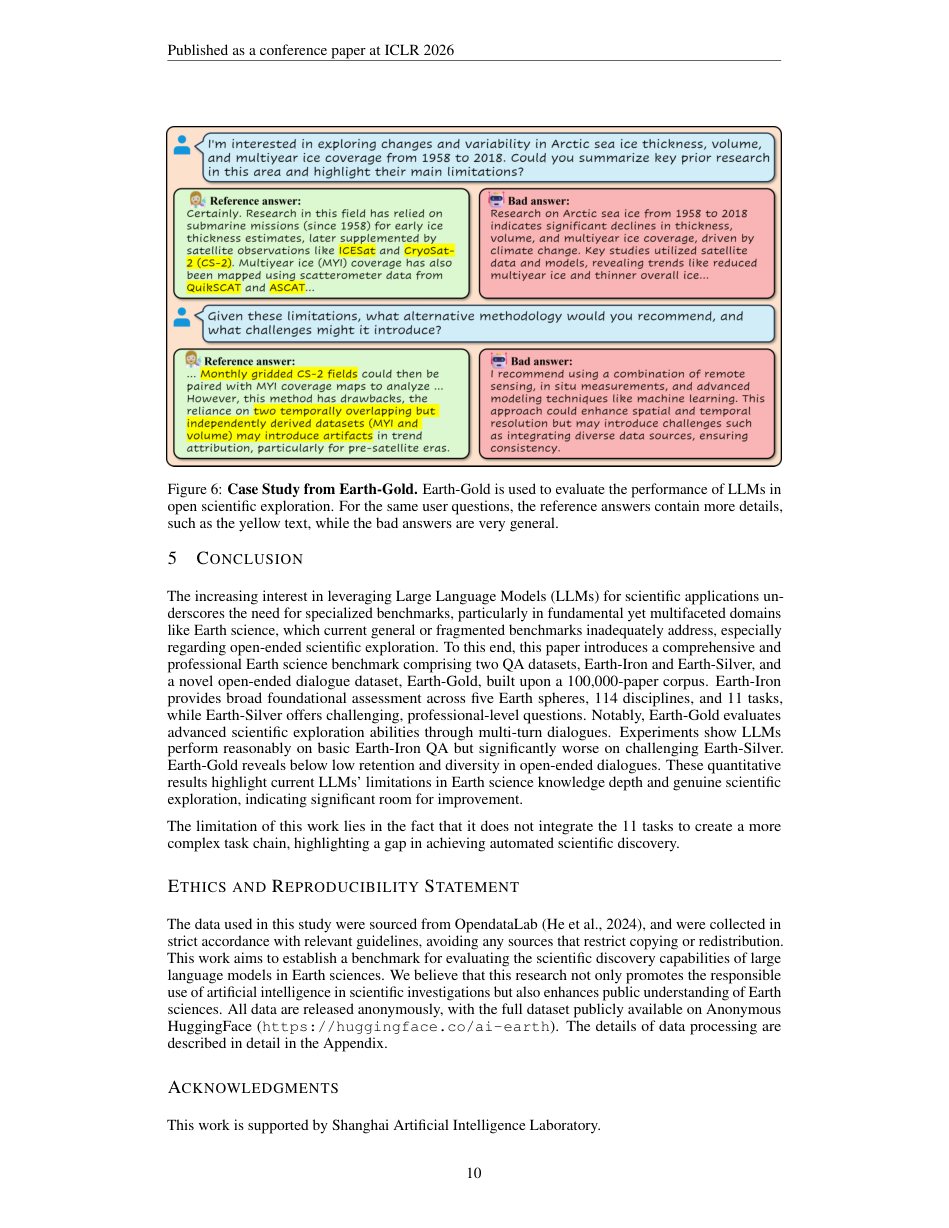 Published as a conference paper at ICLR 2026
I'm interested in exploring changes and variability in Arctic sea ice thickness, volume,
and multiyear ice coverage from 1958 to 2018. Could you summarize key prior research
in this area and highlight their main limitations?
Reference answer:
Certainly. Research in this field has relied on
submarine missions (since 1958) for early ice
thickness estimates, later supplemented by
satellite observations like ICESat and CryoSat-
2 (CS-2). Multiyear ice (MYI) coverage has also
been mapped using scatterometer data from
QuikSCAT and ASCAT...
Bad answer:
Research on Arctic sea ice from 1958 to 2018
indicates significant declines in thickness,
volume, and multiyear ice coverage, driven by
climate change. Key studies utilized satellite
data and models, revealing trends like reduced
multiyear ice and thinner overall ice...
Given these limitations, what alternative methodology would you recommend, and
what challenges might it introduce?
Reference answer:
... Monthly gridded CS-2 fields could then be
paired with MYI coverage maps to analyze ...
However, this method has drawbacks, the
reliance on two temporally overlapping but
independently derived datasets (MYI and
volume) may introduce artifacts in trend
attribution, particularly for pre-satellite eras.
Bad answer:
I recommend using a combination of remote
sensing, in situ measurements, and advanced
modeling techniques like machine learning. This
approach could enhance spatial and temporal
resolution but may introduce challenges such
as integrating diverse data sources, ensuring
consistency.
Figure 6: Case Study from Earth-Gold. Earth-Gold is used to evaluate the performance of LLMs in
open scientific exploration. For the same user questions, the reference answers contain more details,
such as the yellow text, while the bad answers are very general.
5 CONCLUSION
The increasing interest in leveraging Large Language Models (LLMs) for scientific applications un-
derscores the need for specialized benchmarks, particularly in fundamental yet multifaceted domains
like Earth science, which current general or fragmented benchmarks inadequately address, especially
regarding open-ended scientific exploration. To this end, this paper introduces a comprehensive and
professional Earth science benchmark comprising two QA datasets, Earth-Iron and Earth-Silver, and
a novel open-ended dialogue dataset, Earth-Gold, built upon a 100,000-paper corpus. Earth-Iron
provides broad foundational assessment across five Earth spheres, 114 disciplines, and 11 tasks,
while Earth-Silver offers challenging, professional-level questions. Notably, Earth-Gold evaluates
advanced scientific exploration abilities through multi-turn dialogues. Experiments show LLMs
perform reasonably on basic Earth-Iron QA but significantly worse on challenging Earth-Silver.
Earth-Gold reveals below low retention and diversity in open-ended dialogues. These quantitative
results highlight current LLMs' limitations in Earth science knowledge depth and genuine scientific
exploration, indicating significant room for improvement.
The limitation of this work lies in the fact that it does not integrate the 11 tasks to create a more
complex task chain, highlighting a gap in achieving automated scientific discovery.
ETHICS AND REPRODUCIBILITY STATEMENT
The data used in this study were sourced from OpendataLab (He et al., 2024), and were collected in
strict accordance with relevant guidelines, avoiding any sources that restrict copying or redistribution.
This work aims to establish a benchmark for evaluating the scientific discovery capabilities of large
language models in Earth sciences. We believe that this research not only promotes the responsible
use of artificial intelligence in scientific investigations but also enhances public understanding of Earth
sciences. All data are released anonymously, with the full dataset publicly available on Anonymous
HuggingFace (https://huggingface.co/ai-earth). The details of data processing are
described in detail in the Appendix.
ACKNOWLEDGMENTS
This work is supported by Shanghai Artificial Intelligence Laboratory.
10